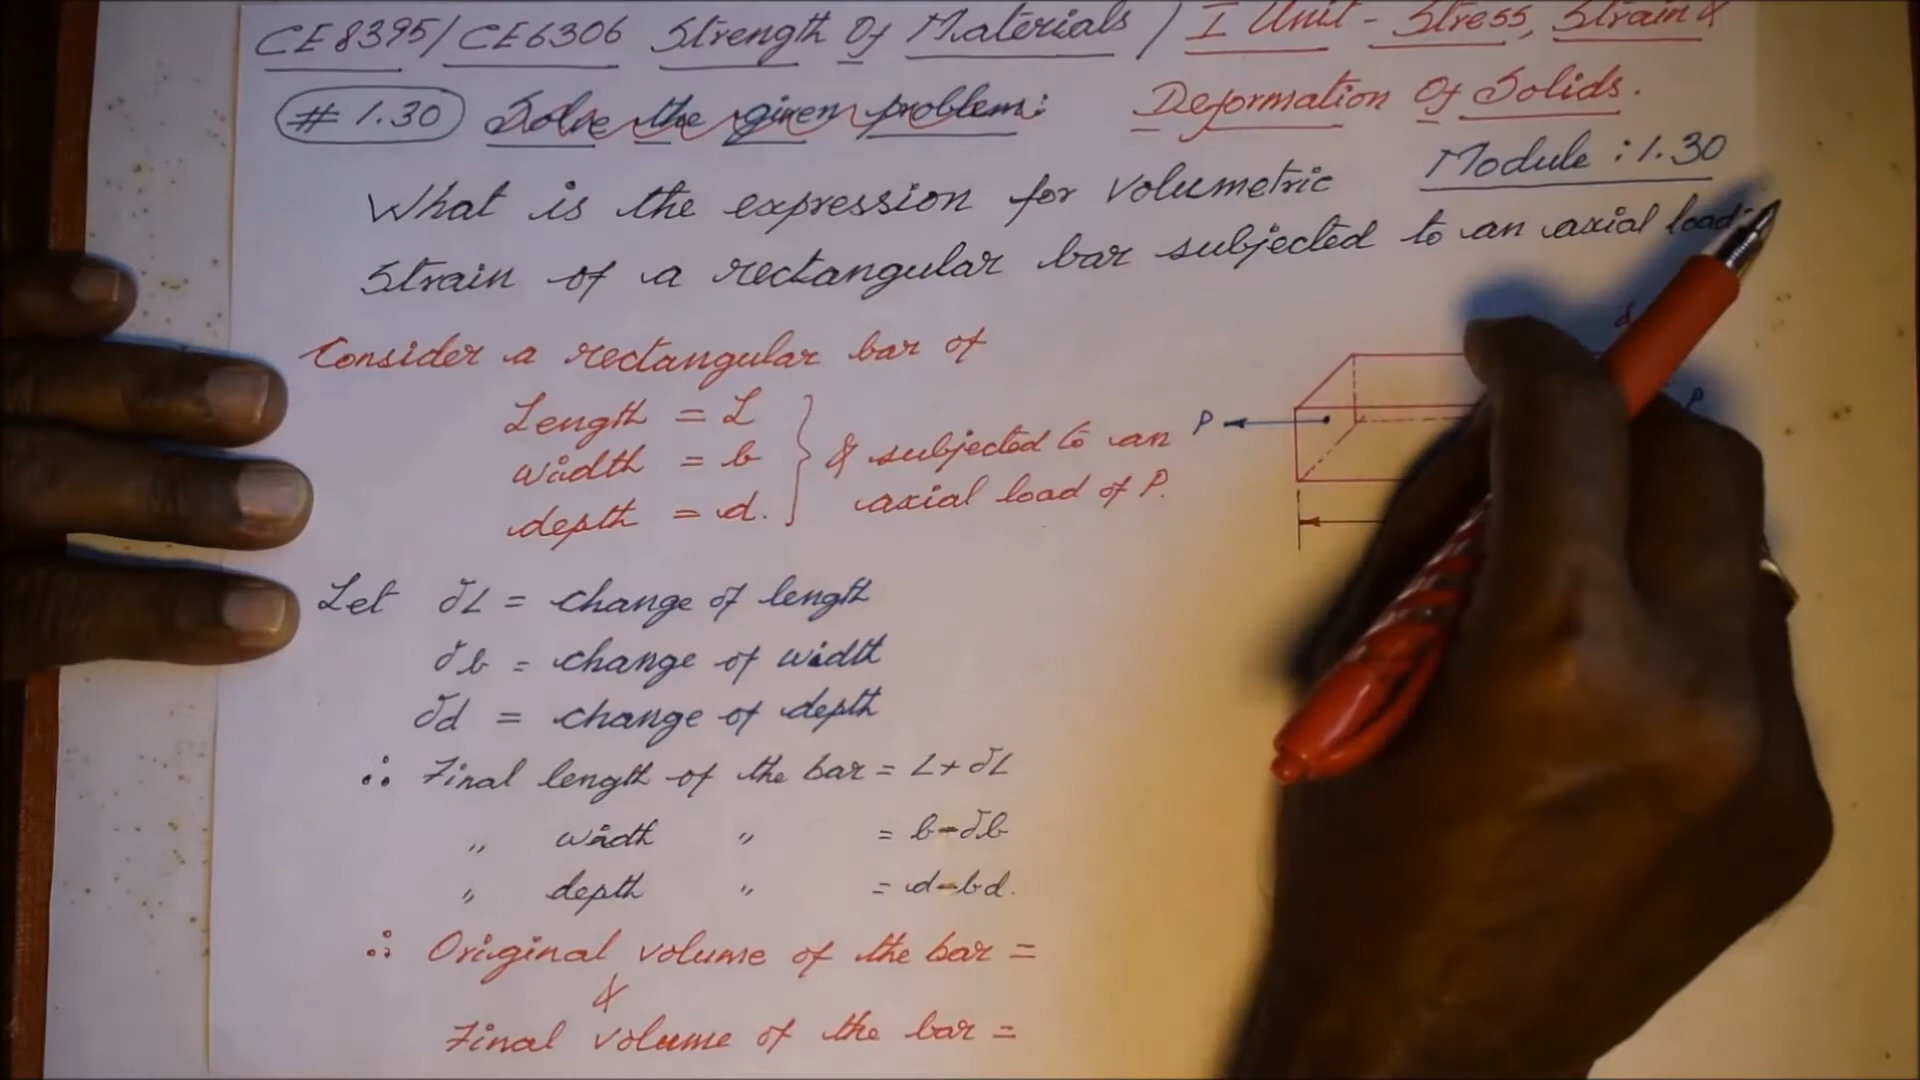 CE8395/CE6306 Strength Of Materials / I Unit - Stress, Strain &
Deformation Of Solids.
# 1.30 Solve the given problem:
Module : 1.30
What is the expression for volumetric
Strain of a rectangular bar subjected to an axial load
Consider a rectangular bar of
Length = L
width = b
depth = d.
& subjected to an
axial load of P.
P
P
Let δL = change of length
δb = change of width
δd = change of depth
∴ Final length of the bar = L + δL
" width " = b-δb
" depth " = d-bd.
∴ Original volume of the bar =
&
Final volume of the bar =